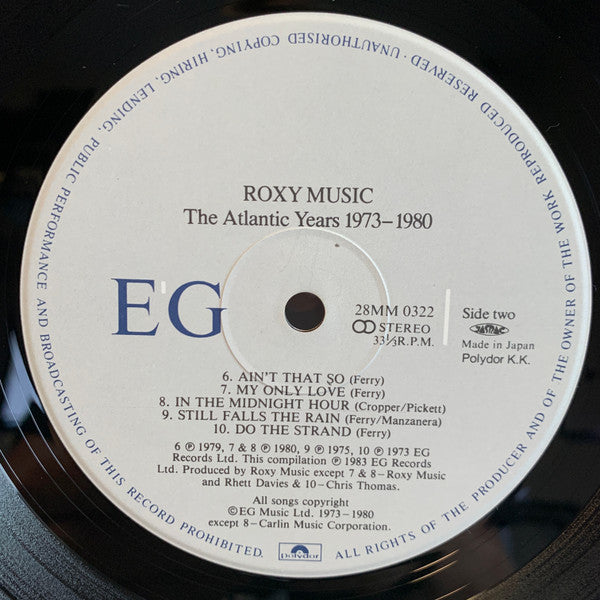 ROXY MUSIC
The Atlantic Years 1973–1980
E'G
28MM 0322
STEREO
33⅓R.P.M.
Side two
JASRAC
Made in Japan
Polydor K.K.
6. AIN'T THAT SO (Ferry)
7. MY ONLY LOVE (Ferry)
8. IN THE MIDNIGHT HOUR (Cropper/Pickett)
9. STILL FALLS THE RAIN (Ferry/Manzanera)
10. DO THE STRAND (Ferry)
6 ℗ 1979, 7 & 8 ℗ 1980, 9 ℗ 1975, 10 ℗ 1973 EG
Records Ltd. This compilation ℗ 1983 EG Records
Ltd. Produced by Roxy Music except 7 & 8–Roxy Music
and Rhett Davies & 10–Chris Thomas.
All songs copyright
©EG Music Ltd. 1973–1980
except 8–Carlin Music Corporation.
polydor
ALL RIGHTS OF THE PRODUCER AND OF THE OWNER OF THE WORK REPRODUCED RESERVED · UNAUTHORISED COPYING, HIRING, LENDING, PUBLIC PERFORMANCE AND BROADCASTING OF THIS RECORD PROHIBITED.